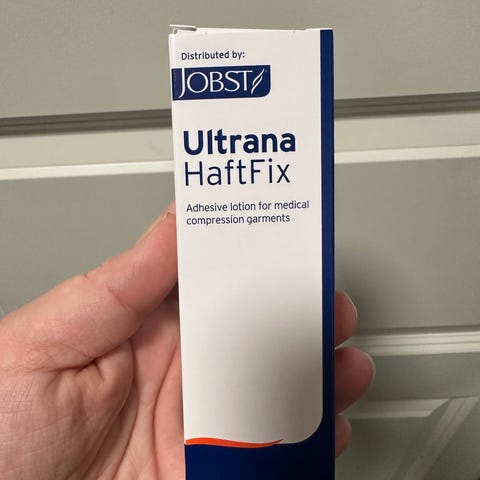 Distributed by:
JOBST
Ultrana
HaftFix
Adhesive lotion for medical
compression garments